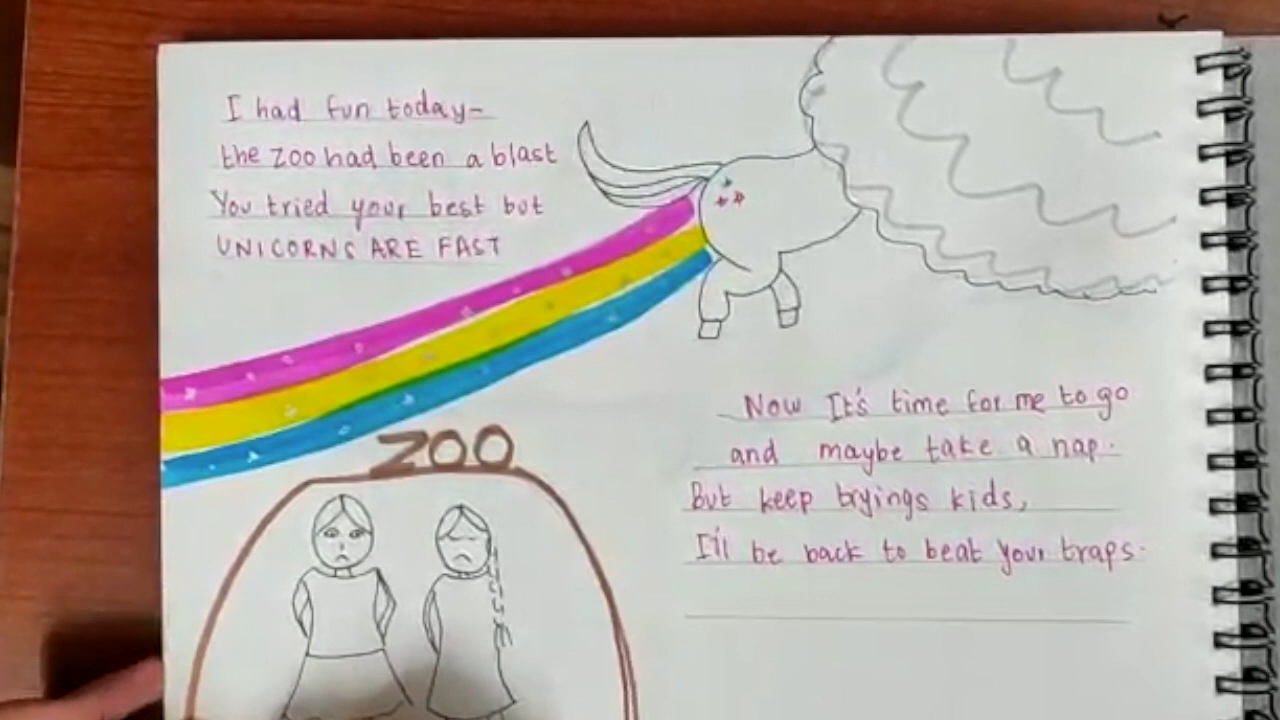 I had fun today-
the zoo had been a blast
You tried your best but
UNICORNS ARE FAST
ZOO
Now It's time for me to go
and maybe take a nap.
But keep tryings kids,
I'll be back to beat your traps.